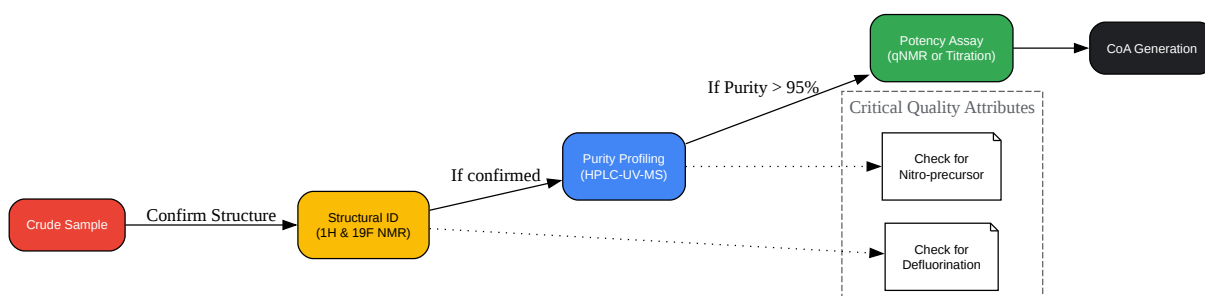 Crude Sample
Confirm Structure
Structural ID
(1H & 19F NMR)
If confirmed
Purity Profiling
(HPLC-UV-MS)
If Purity > 95%
Potency Assay
(qNMR or Titration)
CoA Generation
Critical Quality Attributes
Check for
Nitro-precursor
Check for
Defluorination